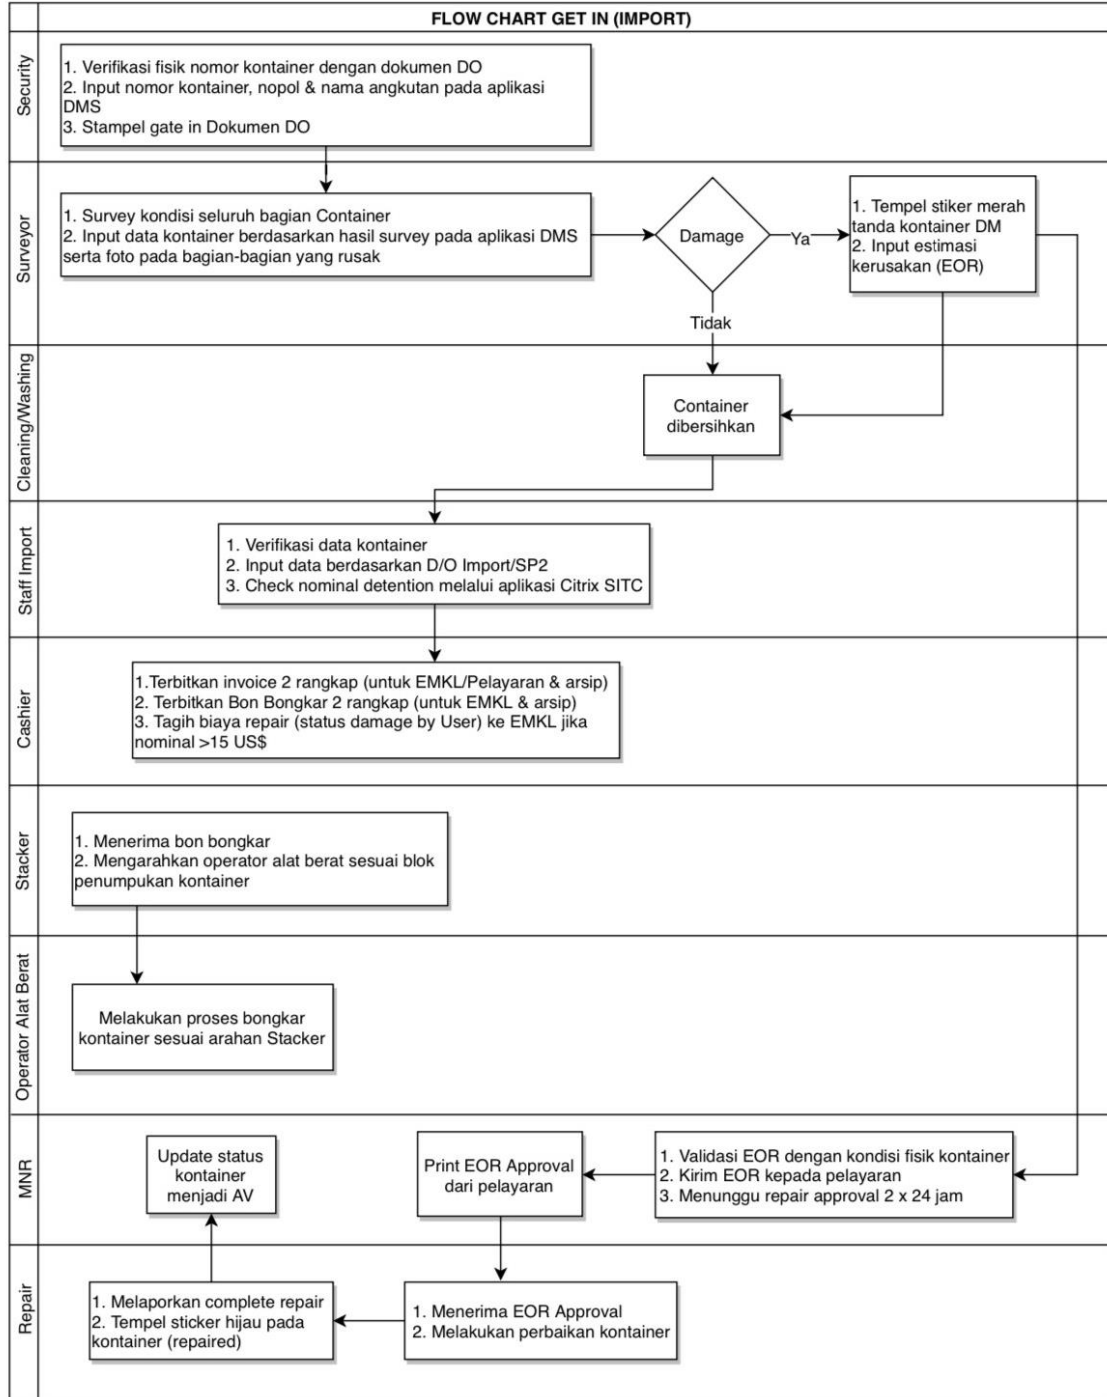 FLOW CHART GET IN (IMPORT)
Security
1. Verifikasi fisik nomor kontainer dengan dokumen DO
2. Input nomor kontainer, nopol & nama angkutan pada aplikasi
DMS
3. Stampel gate in Dokumen DO
Surveyor
1. Survey kondisi seluruh bagian Container
2. Input data kontainer berdasarkan hasil survey pada aplikasi DMS
serta foto pada bagian-bagian yang rusak
Damage
Ya
1. Tempel stiker merah
tanda kontainer DM
2. Input estimasi
kerusakan (EOR)
Tidak
Cleaning/Washing
Container
dibersihkan
Staff Import
1. Verifikasi data kontainer
2. Input data berdasarkan D/O Import/SP2
3. Check nominal detention melalui aplikasi Citrix SITC
Cashier
1.Terbitkan invoice 2 rangkap (untuk EMKL/Pelayaran & arsip)
2. Terbitkan Bon Bongkar 2 rangkap (untuk EMKL & arsip)
3. Tagih biaya repair (status damage by User) ke EMKL jika
nominal >15 US$
Stacker
1. Menerima bon bongkar
2. Mengarahkan operator alat berat sesuai blok
penumpukan kontainer
Operator Alat Berat
Melakukan proses bongkar
kontainer sesuai arahan Stacker
MNR
Update status
kontainer
menjadi AV
Print EOR Approval
dari pelayaran
1. Validasi EOR dengan kondisi fisik kontainer
2. Kirim EOR kepada pelayaran
3. Menunggu repair approval 2 x 24 jam
Repair
1. Melaporkan complete repair
2. Tempel sticker hijau pada
kontainer (repaired)
1. Menerima EOR Approval
2. Melakukan perbaikan kontainer